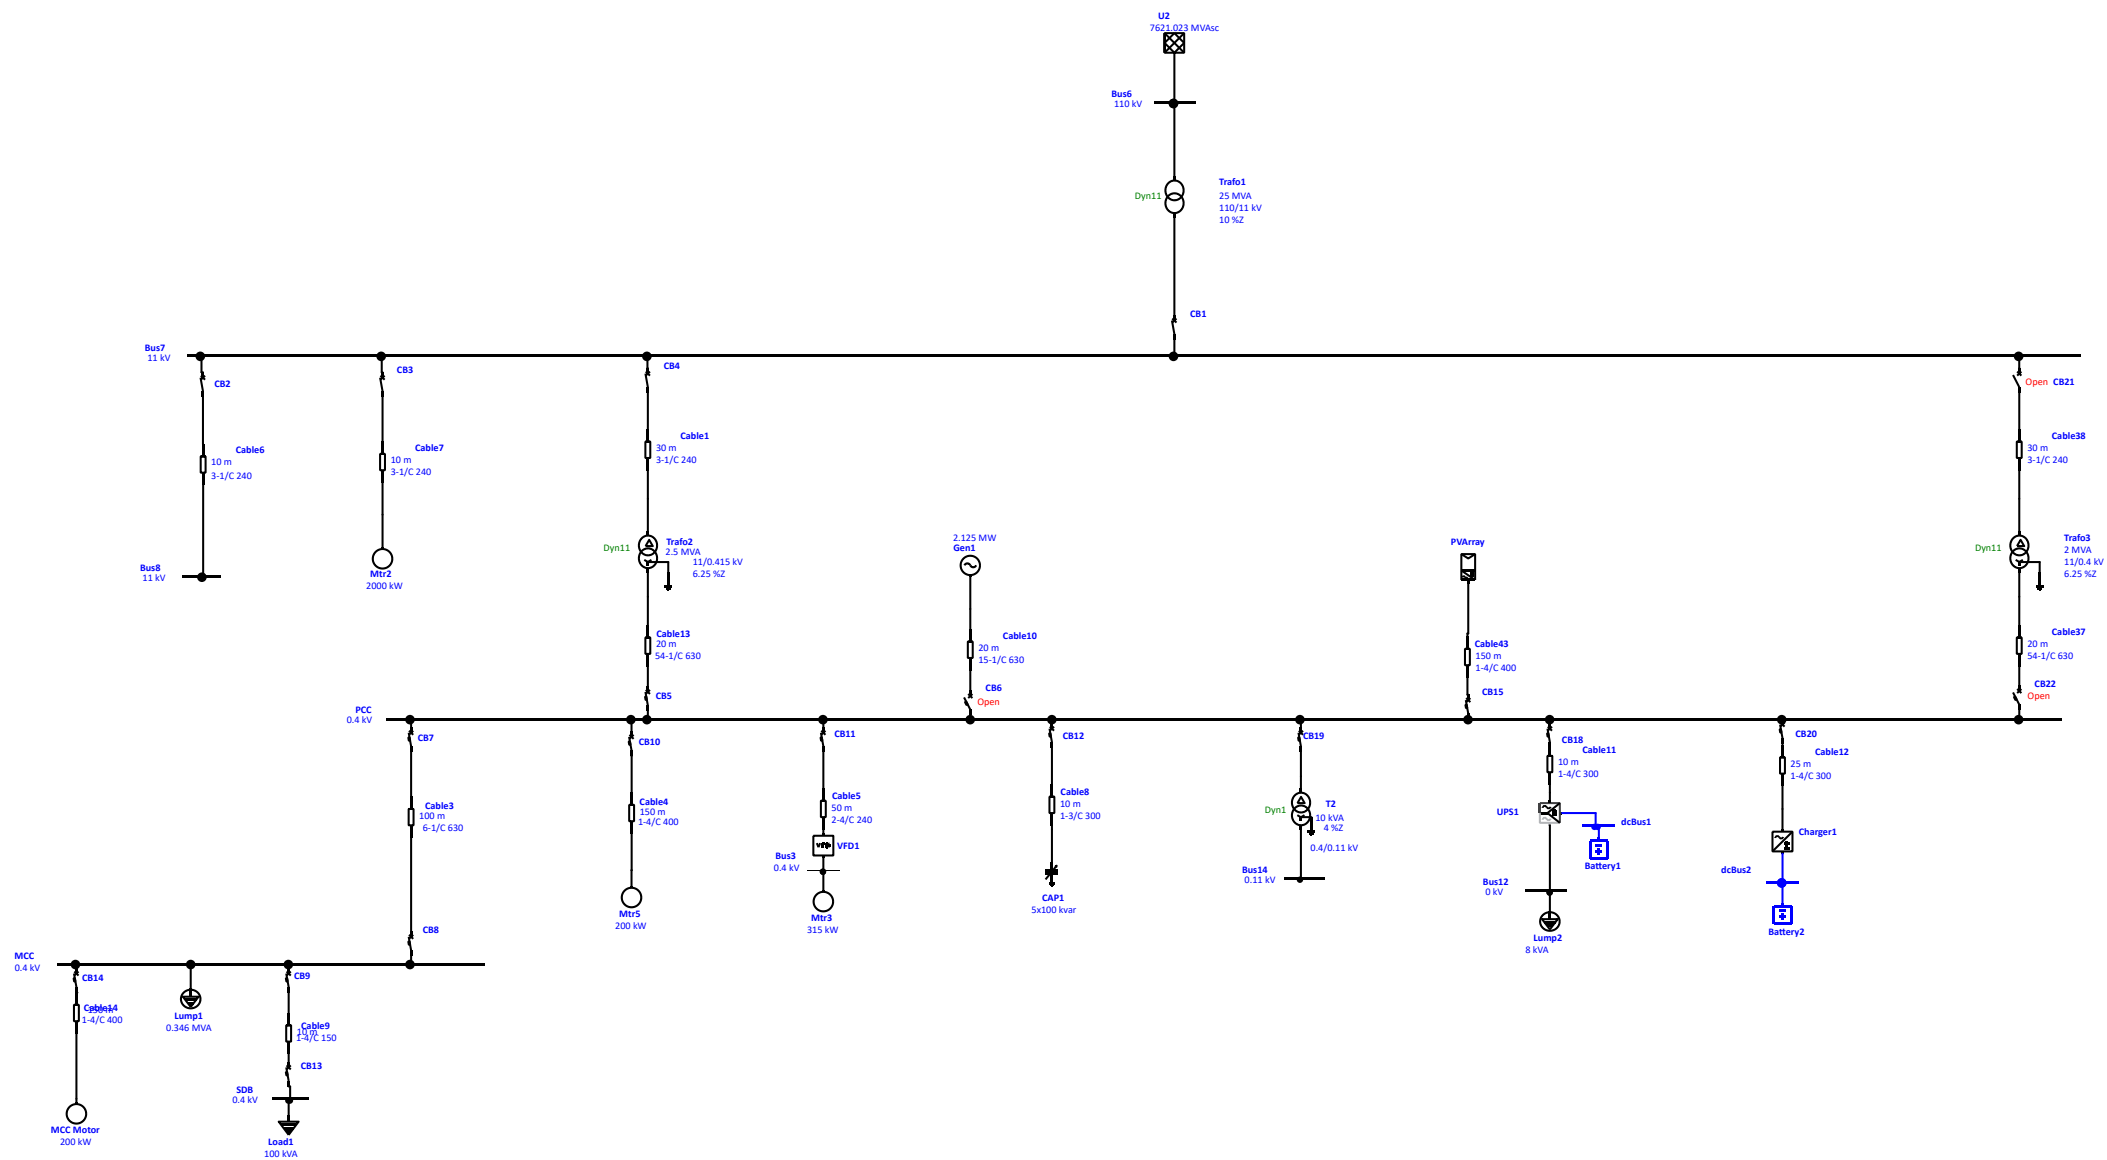 U2
7621.023 MVAsc
Bus6
110 kV
Trafo1
Dyn11
25 MVA
110/11 kV
10 %Z
CB1
Bus7
11 kV
CB2
CB3
CB4
Open CB21
Cable6
10 m
3-1/C 240
Cable7
10 m
3-1/C 240
Cable1
30 m
3-1/C 240
Cable38
30 m
3-1/C 240
Bus8
11 kV
Mtr2
2000 kW
Dyn11
Trafo2
2.5 MVA
11/0.415 kV
6.25 %Z
2.125 MW
Gen1
PVArray
Dyn11
Trafo3
2 MVA
11/0.4 kV
6.25 %Z
Cable13
20 m
54-1/C 630
Cable10
20 m
15-1/C 630
Cable43
150 m
1-4/C 400
Cable37
20 m
54-1/C 630
CB5
CB6
Open
CB15
CB22
Open
PCC
0.4 kV
CB7
CB10
CB11
CB12
CB19
CB18
CB20
Cable11
10 m
1-4/C 300
Cable12
25 m
1-4/C 300
Cable3
100 m
6-1/C 630
Cable4
150 m
1-4/C 400
Cable5
50 m
2-4/C 240
Cable8
10 m
1-3/C 300
Dyn1
T2
10 kVA
4 %Z
0.4/0.11 kV
UPS1
dcBus1
Battery1
Charger1
VFD1
Bus3
0.4 kV
Bus14
0.11 kV
Bus12
0 kV
dcBus2
Battery2
Mtr5
200 kW
Mtr3
315 kW
CAP1
5x100 kvar
Lump2
8 kVA
CB8
MCC
0.4 kV
CB14
CB9
Cable14
1-4/C 400
Lump1
0.346 MVA
Cable9
10 m
1-4/C 150
CB13
SDB
0.4 kV
MCC Motor
200 kW
Load1
100 kVA